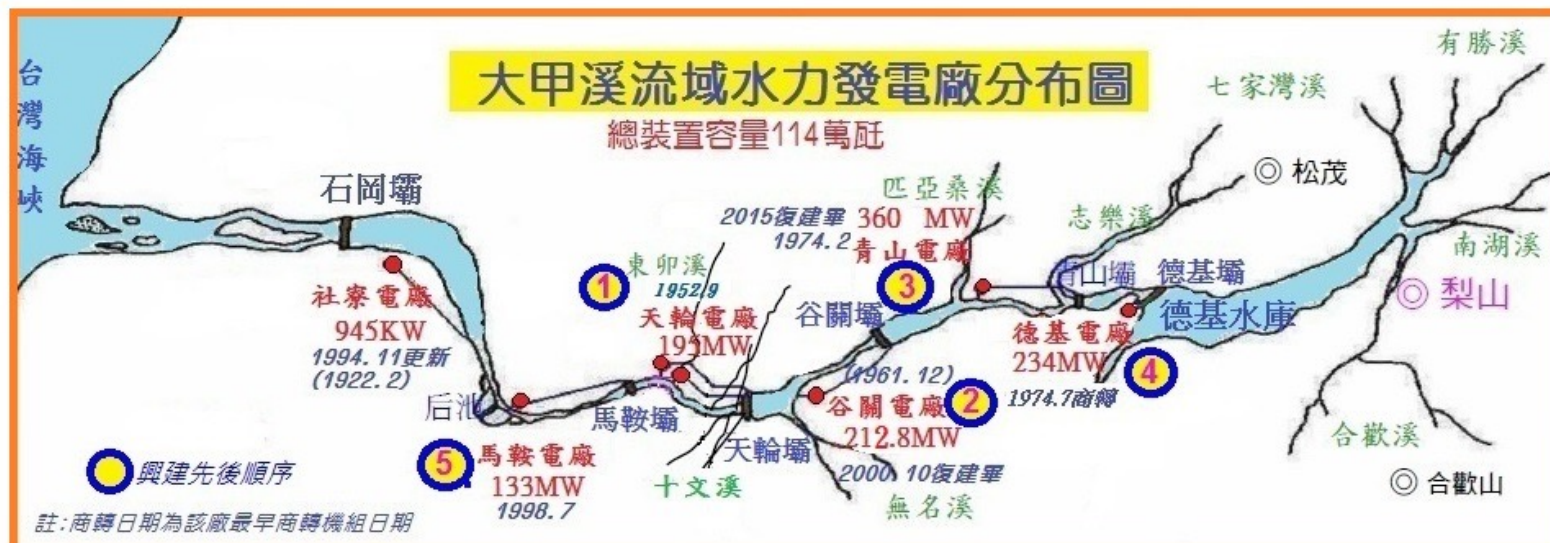 大甲溪流域水力發電廠分布圖
總裝置容量114萬瓩
台灣海峽
石岡壩
社寮電廠
945KW
1994.11更新
(1922.2)
后池
5
馬鞍電廠
133MW
1998.7
馬鞍壩
1
東卯溪
1952.9
天輪電廠
195MW
十文溪
天輪壩
谷關壩
(1961.12)
2
谷關電廠
212.8MW
2000.10復建畢
無名溪
匹亞桑溪
2015復建畢
360 MW
1974.2
青山電廠
3
志樂溪
青山壩
德基壩
德基水庫
德基電廠
234MW
4
1974.7商轉
七家灣溪
有勝溪
松茂
南湖溪
梨山
合歡溪
合歡山
興建先後順序
註:商轉日期為該廠最早商轉機組日期